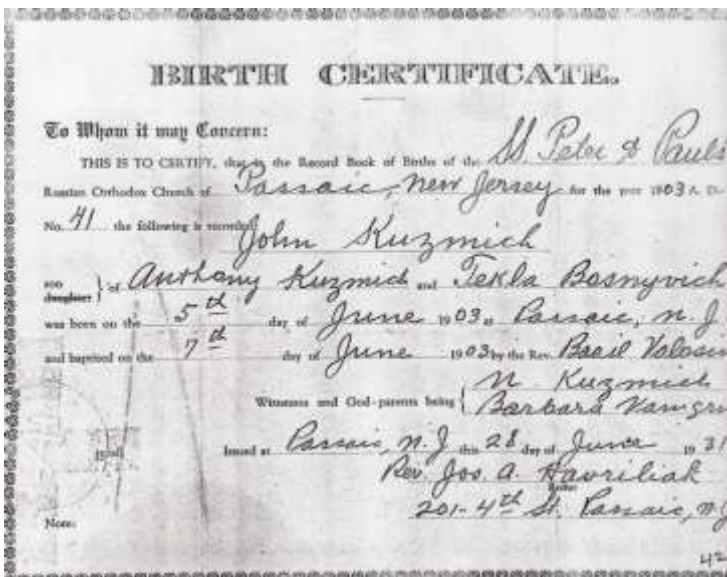 BIRTH CERTIFICATE.
To Whom it may Concern:
THIS IS TO CERTIFY, that in the Record Book of Births of the SS Peter & Pauls
Russian Orthodox Church of Passaic, New Jersey for the year 1903 A. D.
No. 41 the following is recorded
John Kuzmich
son
daughter } of Anthony Kuzmich and Tekla Bosnyvich
was born on the 5th day of June 1903 at Passaic, N. J
and baptized on the 7th day of June 1903 by the Rev. Basil Volosin
Witnesses and God-parents being { N. Kuzmich
Barbara
Issued at Passaic, N. J this 28 day of June 1931
Rev. Jos. A. Havriliak
Rector
201-4th St. Passaic, N. J
Note: